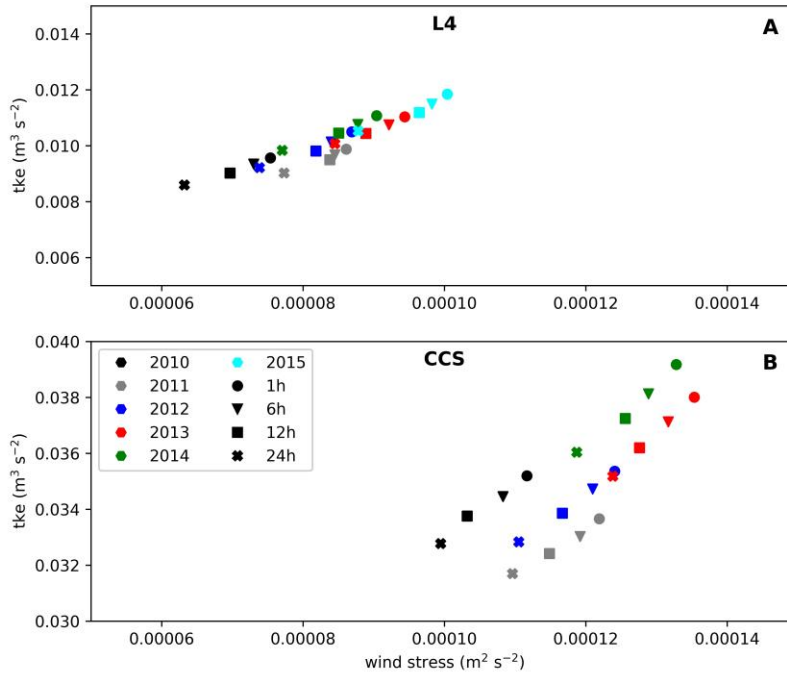 L4
A
0.014
0.012
0.010
0.008
0.006
tke (m³ s⁻²)
0.00006 0.00008 0.00010 0.00012 0.00014
CCS
B
0.040
0.038
0.036
0.034
0.032
0.030
tke (m³ s⁻²)
2010 2015
2011 1h
2012 6h
2013 12h
2014 24h
0.00006 0.00008 0.00010 0.00012 0.00014
wind stress (m² s⁻²)